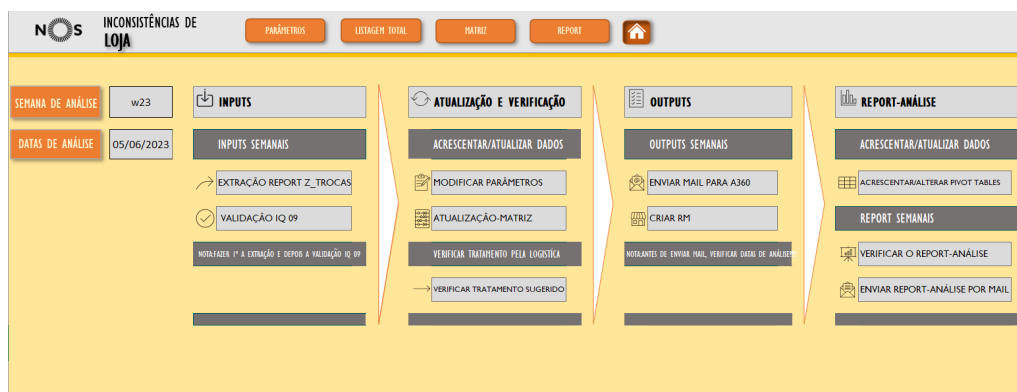 NOS
INCONSISTÊNCIAS DE
LOJA
PARÂMETROS
LISTAGEM TOTAL
MATRIZ
REPORT
SEMANA DE ANÁLISE
w23
DATAS DE ANÁLISE
05/06/2023
INPUTS
INPUTS SEMANAIS
EXTRAÇÃO REPORT Z_TROCAS
VALIDAÇÃO IQ 09
NOTA:FAZER 1º A EXTRAÇÃO E DEPOIS A VALIDAÇÃO IQ 09
ATUALIZAÇÃO E VERIFICAÇÃO
ACRESCENTAR/ATUALIZAR DADOS
MODIFICAR PARÂMETROS
ATUALIZAÇÃO-MATRIZ
VERIFICAR TRATAMENTO PELA LOGISTÍCA
VERIFICAR TRATAMENTO SUGERIDO
OUTPUTS
OUTPUTS SEMANAIS
ENVIAR MAIL PARA A360
CRIAR RM
NOTA:ANTES DE ENVIAR MAIL, VERIFICAR DATAS DE ANÁLISE!!
REPORT-ANÁLISE
ACRESCENTAR/ATUALIZAR DADOS
ACRESCENTAR/ALTERAR PIVOT TABLES
REPORT SEMANAIS
VERIFICAR O REPORT-ANÁLISE
ENVIAR REPORT-ANÁLISE POR MAIL